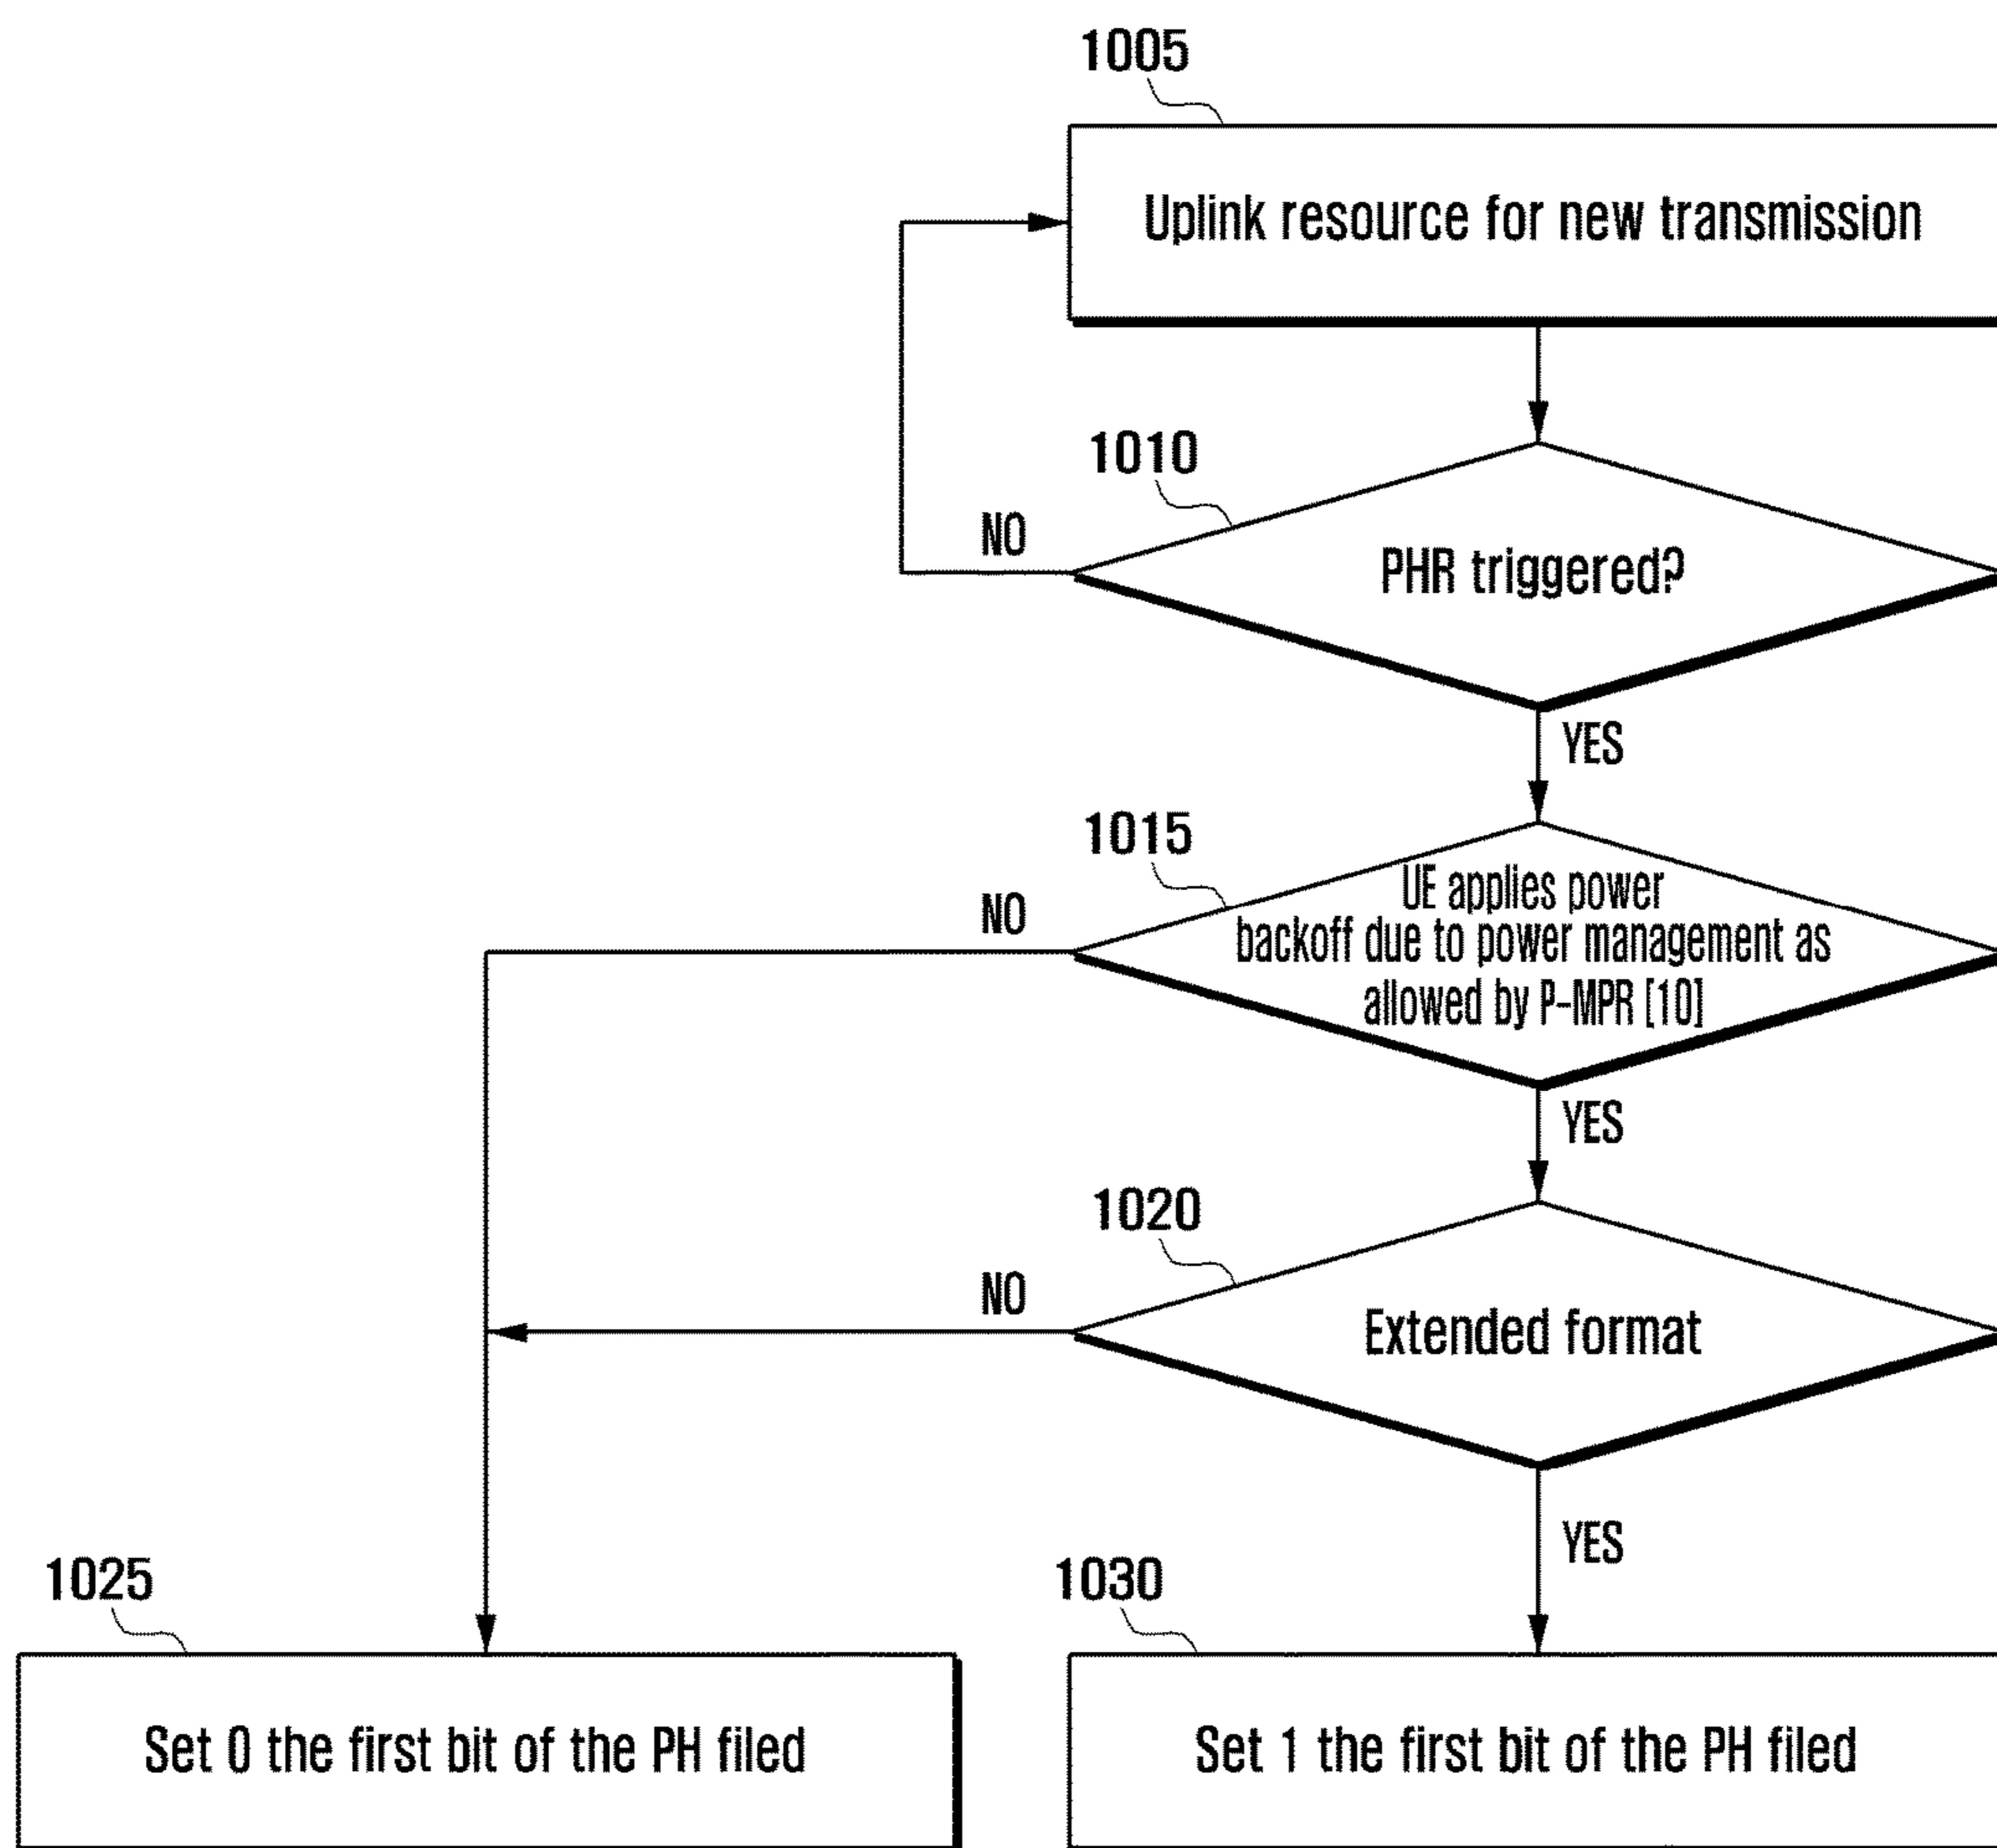 1005
Uplink resource for new transmission
1010
NO
PHR triggered?
YES
1015
NO
UE applies power
backoff due to power management as
allowed by P-MPR [10]
YES
1020
NO
Extended format
YES
1025
1030
Set 0 the first bit of the PH filed
Set 1 the first bit of the PH filed